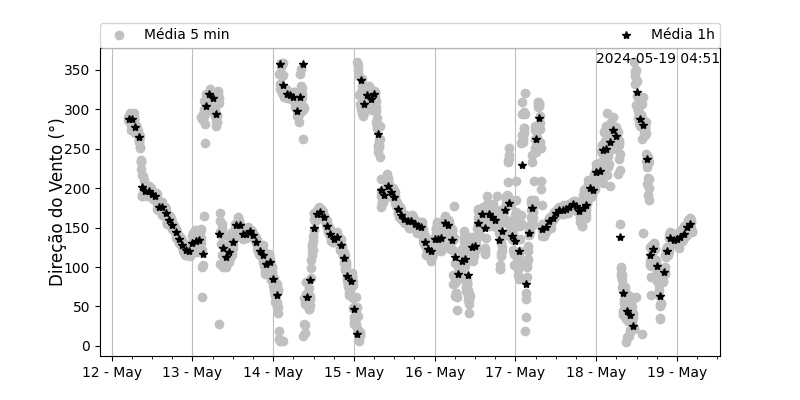 Média 5 min
Média 1h
2024-05-19 04:51
Direção do Vento (°)
350
300
250
200
150
100
50
0
12 - May
13 - May
14 - May
15 - May
16 - May
17 - May
18 - May
19 - May